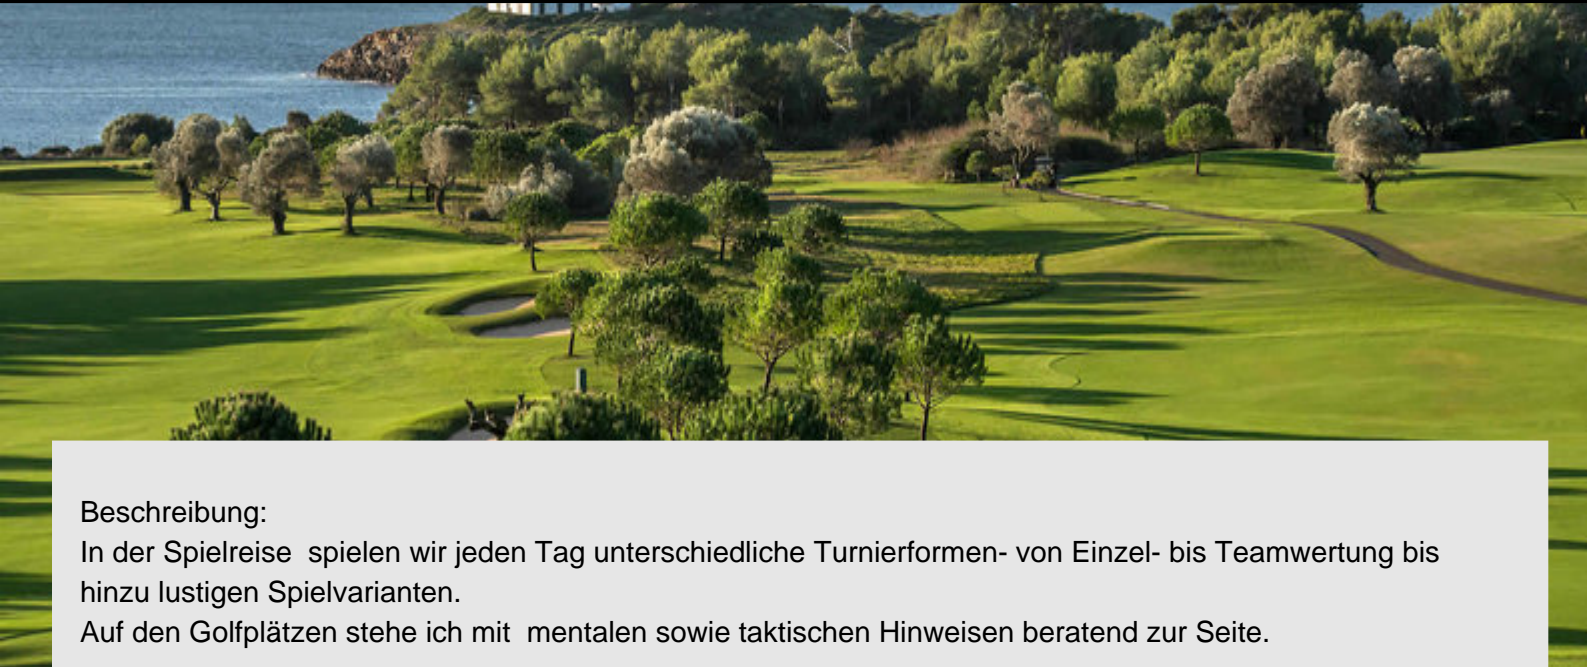 Beschreibung:
In der Spielreise  spielen wir jeden Tag unterschiedliche Turnierformen- von Einzel- bis Teamwertung bis
hinzu lustigen Spielvarianten.
Auf den Golfplätzen stehe ich mit  mentalen sowie taktischen Hinweisen beratend zur Seite.